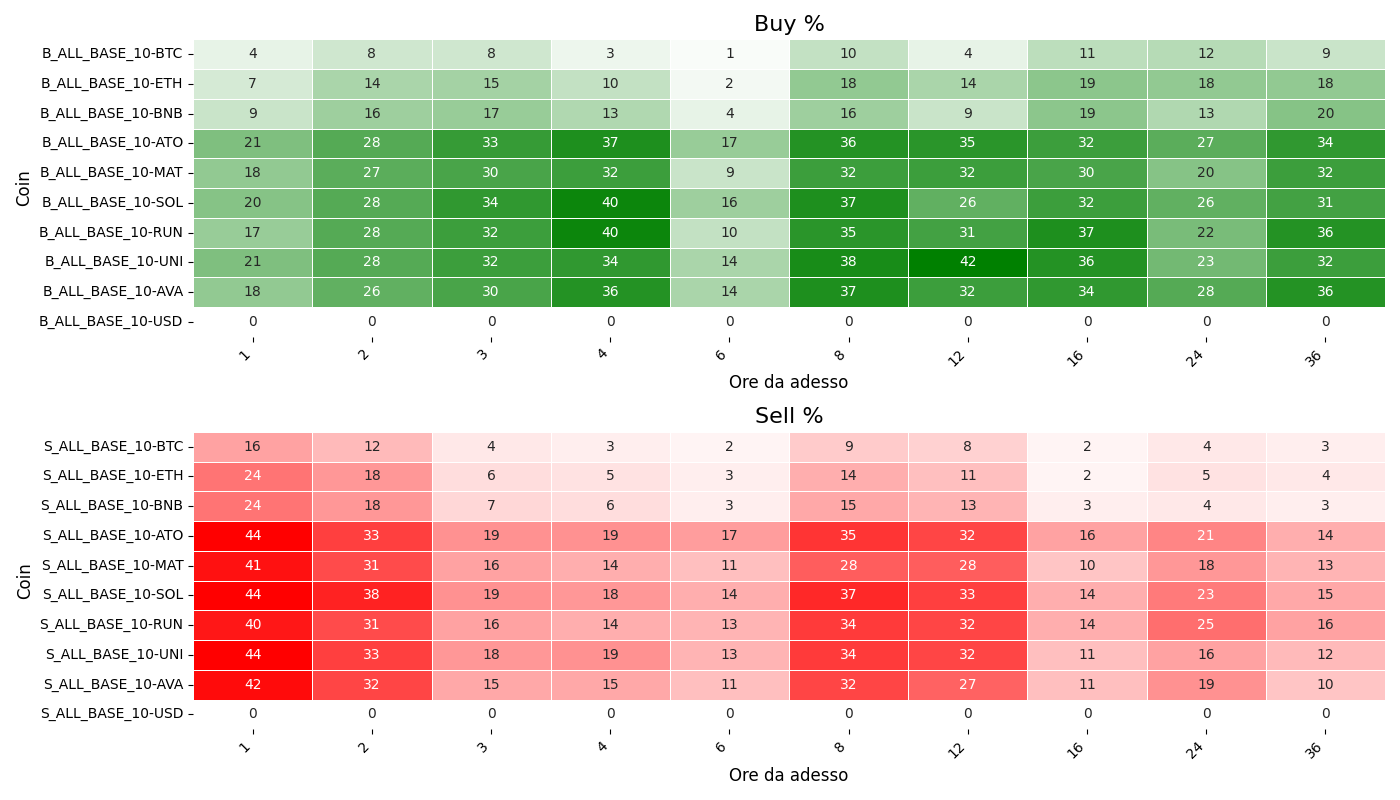 Buy %
Coin
B_ALL_BASE_10-BTC 4 8 8 3 1 10 4 11 12 9
B_ALL_BASE_10-ETH 7 14 15 10 2 18 14 19 18 18
B_ALL_BASE_10-BNB 9 16 17 13 4 16 9 19 13 20
B_ALL_BASE_10-ATO 21 28 33 37 17 36 35 32 27 34
B_ALL_BASE_10-MAT 18 27 30 32 9 32 32 30 20 32
B_ALL_BASE_10-SOL 20 28 34 40 16 37 26 32 26 31
B_ALL_BASE_10-RUN 17 28 32 40 10 35 31 37 22 36
B_ALL_BASE_10-UNI 21 28 32 34 14 38 42 36 23 32
B_ALL_BASE_10-AVA 18 26 30 36 14 37 32 34 28 36
B_ALL_BASE_10-USD 0 0 0 0 0 0 0 0 0 0
1 2 3 4 6 8 12 16 24 36
Ore da adesso
Sell %
Coin
S_ALL_BASE_10-BTC 16 12 4 3 2 9 8 2 4 3
S_ALL_BASE_10-ETH 24 18 6 5 3 14 11 2 5 4
S_ALL_BASE_10-BNB 24 18 7 6 3 15 13 3 4 3
S_ALL_BASE_10-ATO 44 33 19 19 17 35 32 16 21 14
S_ALL_BASE_10-MAT 41 31 16 14 11 28 28 10 18 13
S_ALL_BASE_10-SOL 44 38 19 18 14 37 33 14 23 15
S_ALL_BASE_10-RUN 40 31 16 14 13 34 32 14 25 16
S_ALL_BASE_10-UNI 44 33 18 19 13 34 32 11 16 12
S_ALL_BASE_10-AVA 42 32 15 15 11 32 27 11 19 10
S_ALL_BASE_10-USD 0 0 0 0 0 0 0 0 0 0
1 2 3 4 6 8 12 16 24 36
Ore da adesso